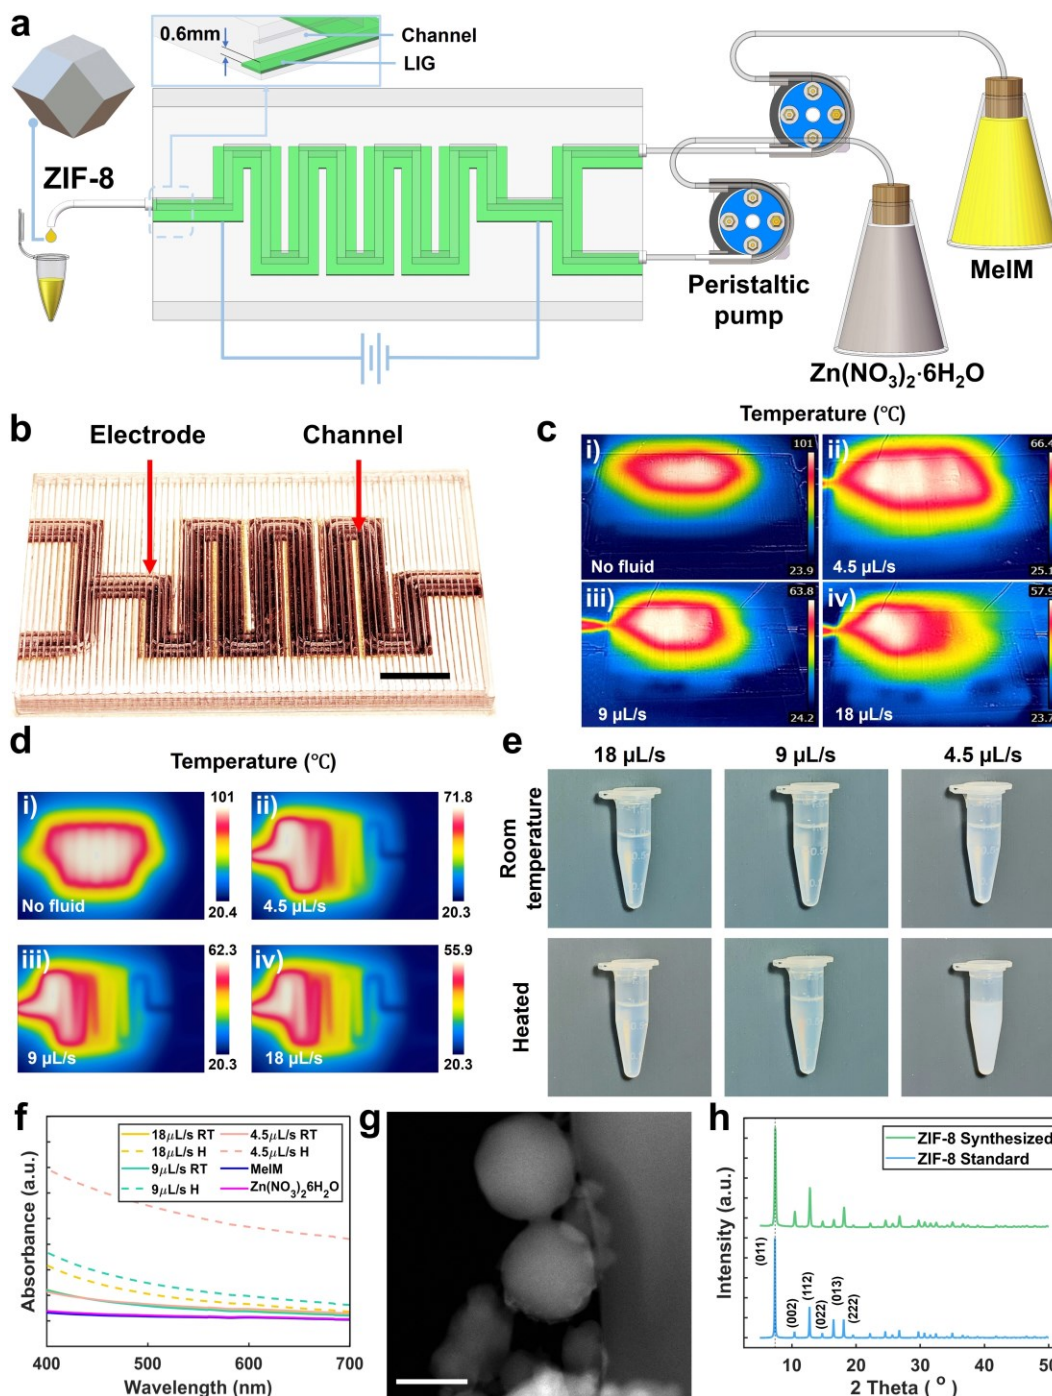 a
0.6mm
Channel
LIG
ZIF-8
MeIM
Peristaltic
pump
Zn(NO₃)₂·6H₂O
b
Electrode
Channel
c
Temperature (℃)
i)
101
No fluid
23.9
ii)
66.4
4.5 μL/s
25.1
iii)
63.8
9 μL/s
24.2
iv)
57.9
18 μL/s
23.7
d
Temperature (℃)
i)
101
No fluid
20.4
ii)
71.8
4.5 μL/s
20.3
iii)
62.3
9 μL/s
20.3
iv)
55.9
18 μL/s
20.3
e
18 μL/s
9 μL/s
4.5 μL/s
Room
temperature
Heated
f
18μL/s RT
18μL/s H
9μL/s RT
9μL/s H
4.5μL/s RT
4.5μL/s H
MeIM
Zn(NO₃)₂6H₂O
Absorbance (a.u.)
400
500
600
700
Wavelength (nm)
g
h
ZIF-8 Synthesized
ZIF-8 Standard
Intensity (a.u.)
(011)
(002)
(112)
(022)
(013)
(222)
10
20
30
40
50
2 Theta ( ° )